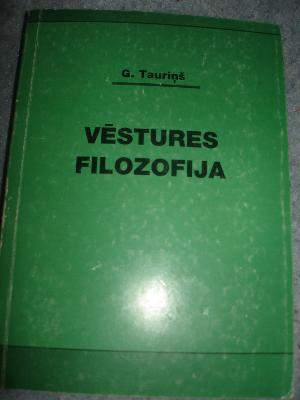 G. Tauriņš
VĒSTURES
FILOZOFIJA